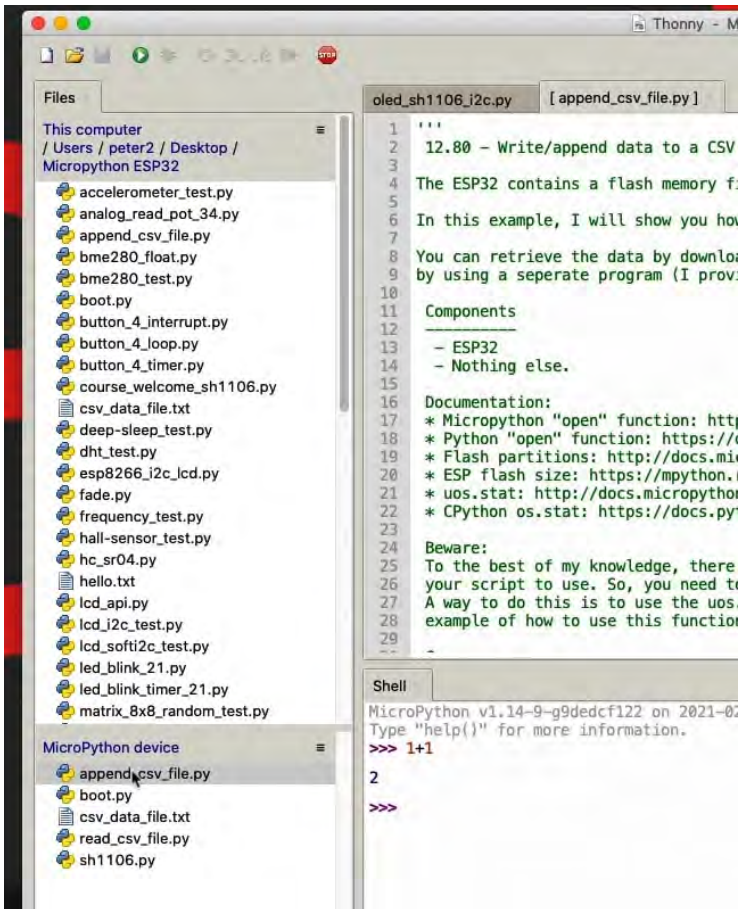 Thonny - M
STOP
Files
This computer
/ Users / peter2 / Desktop /
Micropython ESP32
accelerometer_test.py
analog_read_pot_34.py
append_csv_file.py
bme280_float.py
bme280_test.py
boot.py
button_4_interrupt.py
button_4_loop.py
button_4_timer.py
course_welcome_sh1106.py
csv_data_file.txt
deep-sleep_test.py
dht_test.py
esp8266_i2c_lcd.py
fade.py
frequency_test.py
hall-sensor_test.py
hc_sr04.py
hello.txt
lcd_api.py
lcd_i2c_test.py
lcd_softi2c_test.py
led_blink_21.py
led_blink_timer_21.py
matrix_8x8_random_test.py
MicroPython device
append_csv_file.py
boot.py
csv_data_file.txt
read_csv_file.py
sh1106.py
oled_sh1106_i2c.py [ append_csv_file.py ]
1 '''
2 12.80 - Write/append data to a CSV
3
4 The ESP32 contains a flash memory fi
5
6 In this example, I will show you how
7
8 You can retrieve the data by downloa
9 by using a seperate program (I provi
10
11 Components
12 ----------
13 - ESP32
14 - Nothing else.
15
16 Documentation:
17 * Micropython "open" function: http
18 * Python "open" function: https://d
19 * Flash partitions: http://docs.mic
20 * ESP flash size: https://mpython.r
21 * uos.stat: http://docs.micropython
22 * CPython os.stat: https://docs.pyt
23
24 Beware:
25 To the best of my knowledge, there
26 your script to use. So, you need to
27 A way to do this is to use the uos.
28 example of how to use this function
29
Shell
MicroPython v1.14-9-g9dedcf122 on 2021-02
Type "help()" for more information.
>>> 1+1
2
>>>